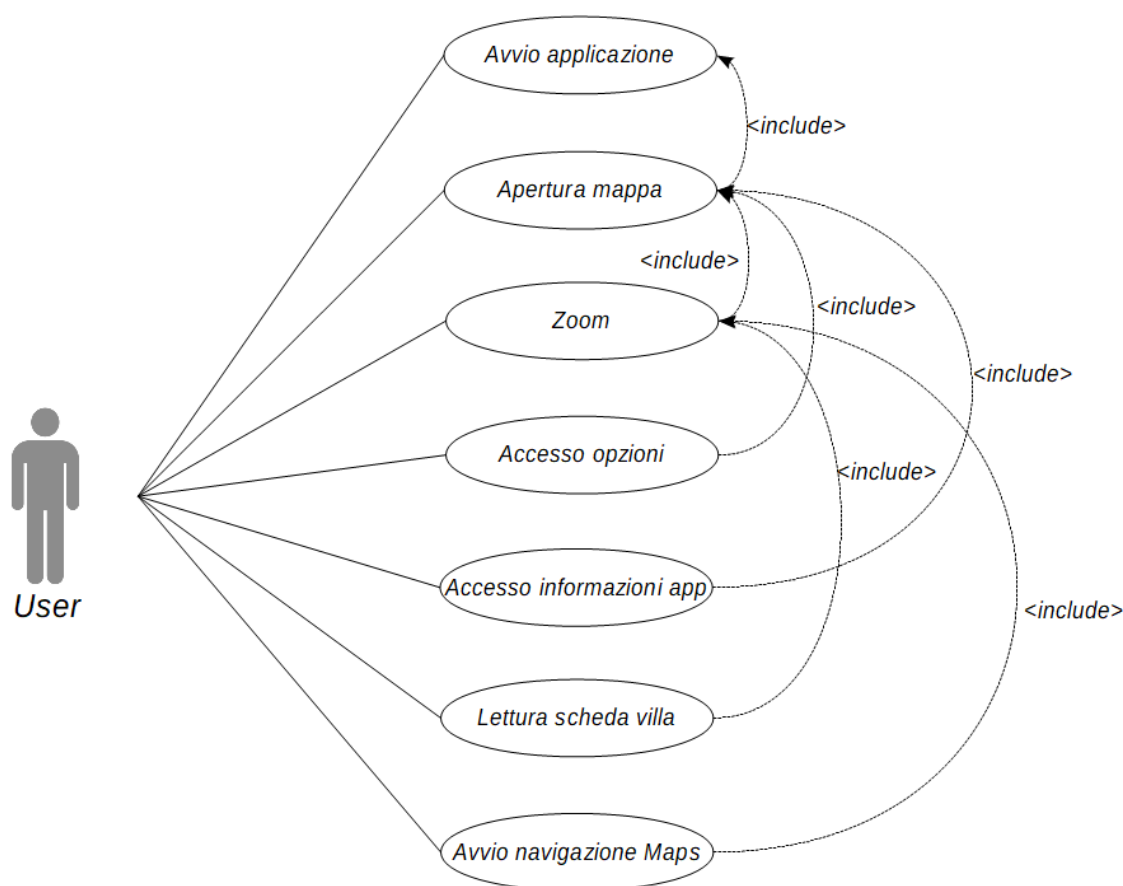 Avvio applicazione
<include>
Apertura mappa
<include>
Zoom
<include>
<include>
Accesso opzioni
<include>
Accesso informazioni app
<include>
User
Lettura scheda villa
Avvio navigazione Maps